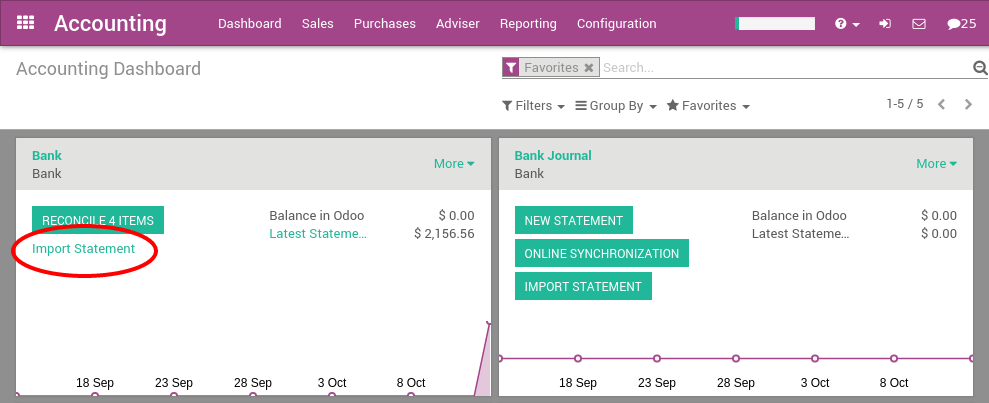 Accounting Dashboard Sales Purchases Adviser Reporting Configuration 25
Accounting Dashboard
Favorites ✖ Search...
Filters Group By Favorites 1-5 / 5
Bank
Bank
More
RECONCILE 4 ITEMS
Import Statement
Balance in Odoo $ 0.00
Latest Stateme... $ 2,156.56
18 Sep 23 Sep 28 Sep 3 Oct 8 Oct
Bank Journal
Bank
More
NEW STATEMENT
ONLINE SYNCHRONIZATION
IMPORT STATEMENT
Balance in Odoo $ 0.00
Latest Stateme... $ 0.00
18 Sep 23 Sep 28 Sep 3 Oct 8 Oct